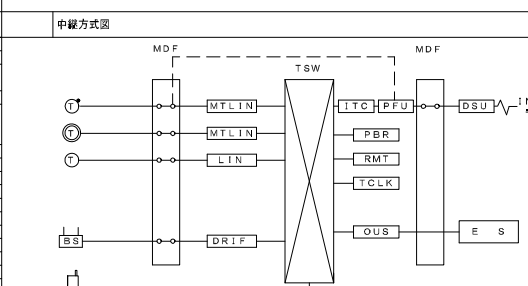 中継方式図
MDF
MDF
TSW
T
MTLIN
ITC
PFU
DSU
T
MTLIN
PBR
T
LIN
RMT
TCLK
BS
DRIF
OUS
E S